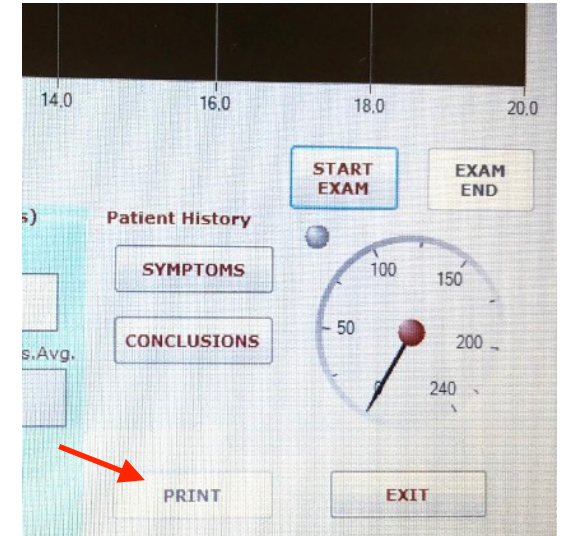 14.0 16.0 18.0 20.0
START
EXAM
EXAM
END
s)
Patient History
SYMPTOMS
CONCLUSIONS
s.Avg.
100
150
50
200
0
240
PRINT
EXIT